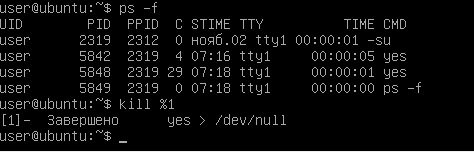 user@ubuntu:~$ ps -f
UID        PID  PPID  C STIME TTY          TIME CMD
user      2319  2312  0 нояб.02 tty1 00:00:01 -su
user      5842  2319  4 07:16 tty1     00:00:05 yes
user      5848  2319 29 07:18 tty1     00:00:01 yes
user      5849  2319  0 07:18 tty1     00:00:00 ps -f
user@ubuntu:~$ kill %1
[1]-  Завершено      yes > /dev/null
user@ubuntu:~$ _